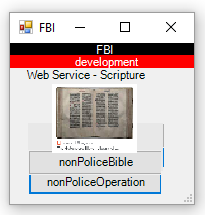 FBI
FBI
development
Web Service - Scripture
nonPoliceBible
nonPoliceOperation